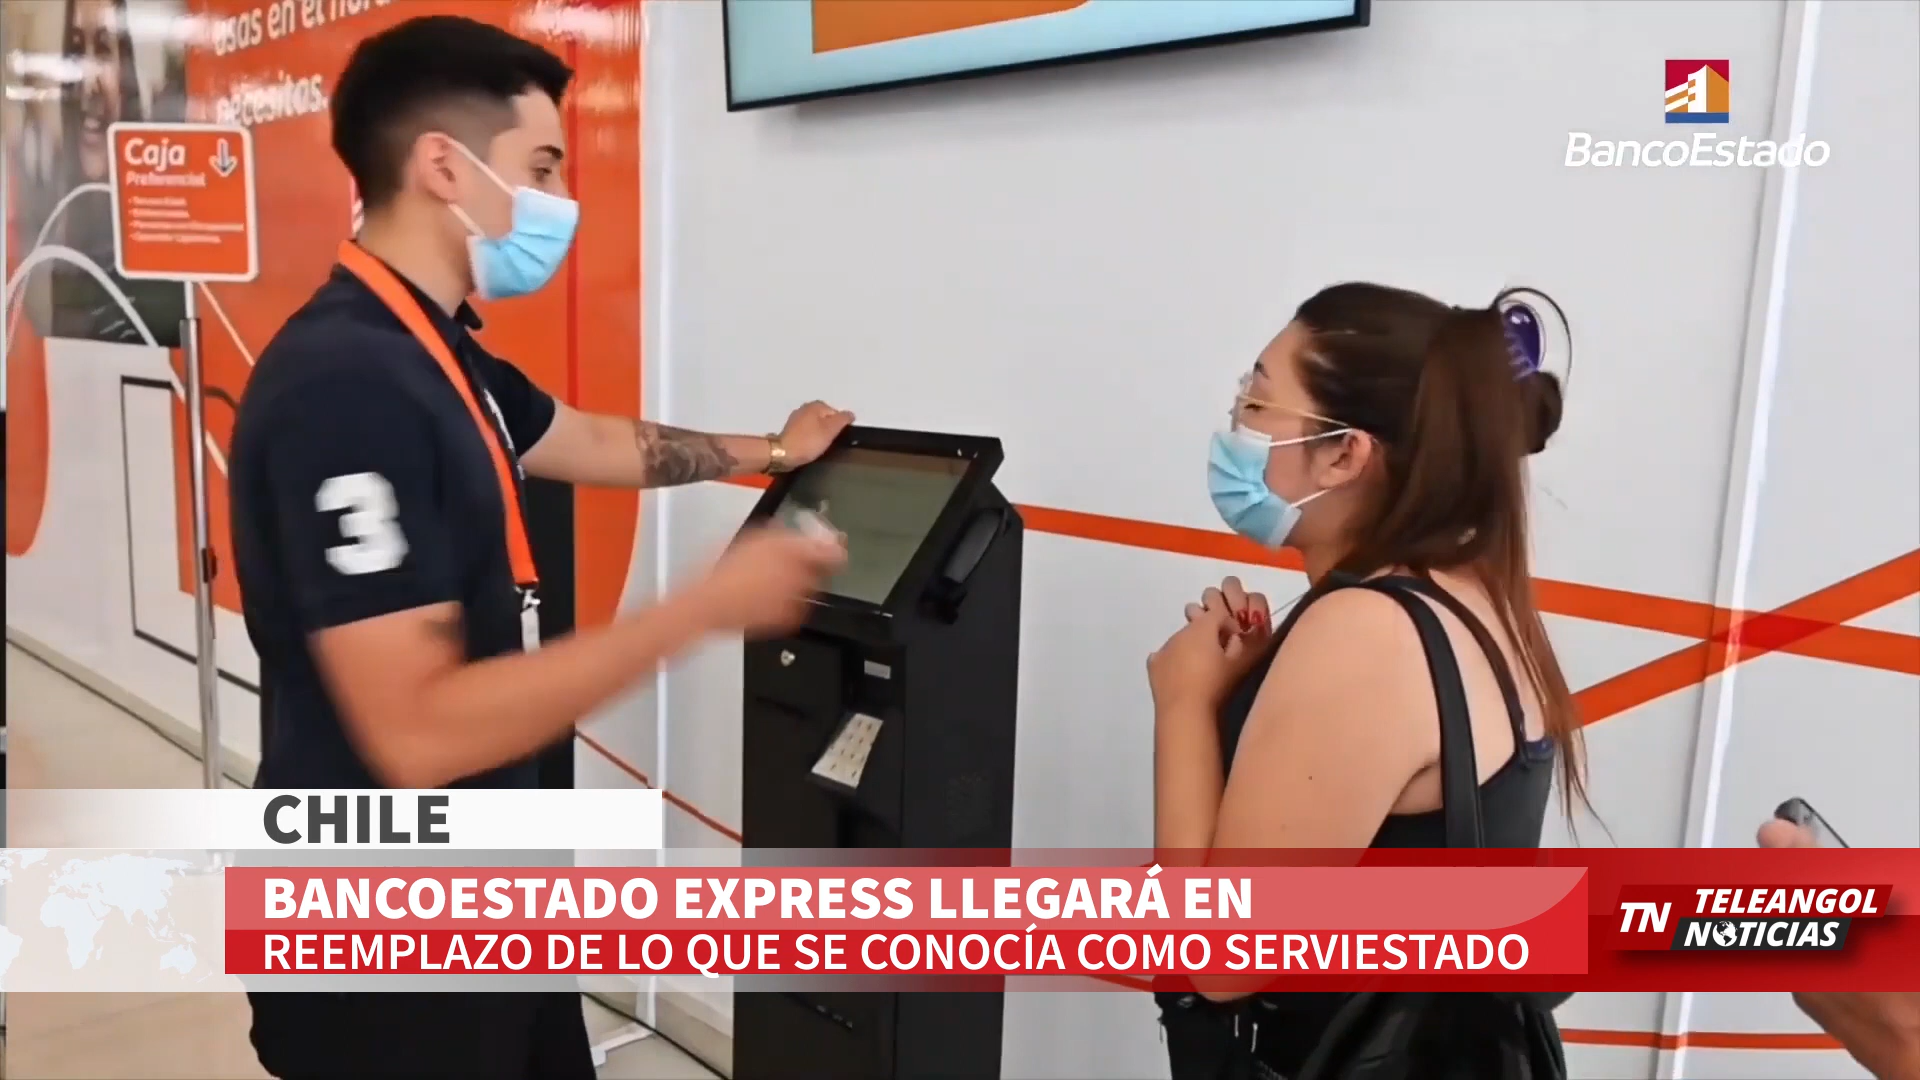 usas en el
necesitas.
Caja
Preferencial
BancoEstado
3
CHILE
BANCOESTADO EXPRESS LLEGARÁ EN
REEMPLAZO DE LO QUE SE CONOCÍA COMO SERVIESTADO
TN TELEANGOL
NOTICIAS